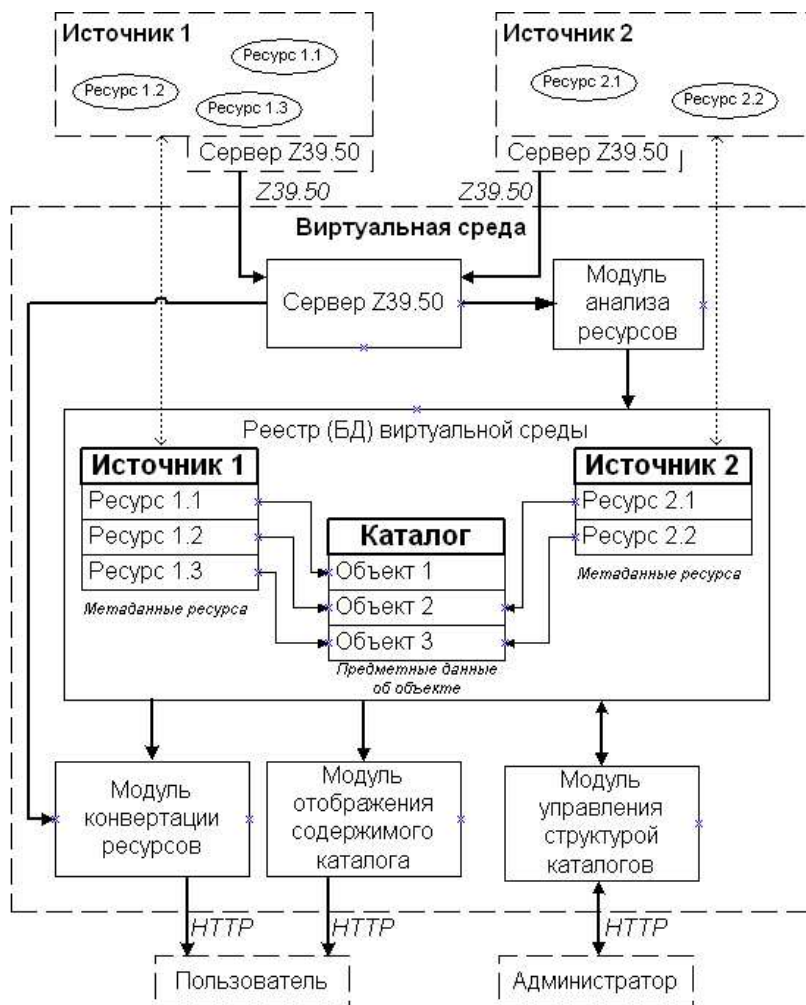 Источник 1
Ресурс 1.1
Ресурс 1.2
Ресурс 1.3
Сервер Z39.50
Источник 2
Ресурс 2.1
Ресурс 2.2
Сервер Z39.50
Z39.50
Z39.50
Виртуальная среда
Сервер Z39.50
Модуль
анализа
ресурсов
Реестр (БД) виртуальной среды
Источник 1
Ресурс 1.1
Ресурс 1.2
Ресурс 1.3
Метаданные ресурса
Каталог
Объект 1
Объект 2
Объект 3
Предметные данные
об объекте
Источник 2
Ресурс 2.1
Ресурс 2.2
Метаданные ресурса
Модуль
конвертации
ресурсов
Модуль
отображения
содержимого
каталога
Модуль
управления
структурой
каталогов
HTTP
HTTP
HTTP
Пользователь
Администратор